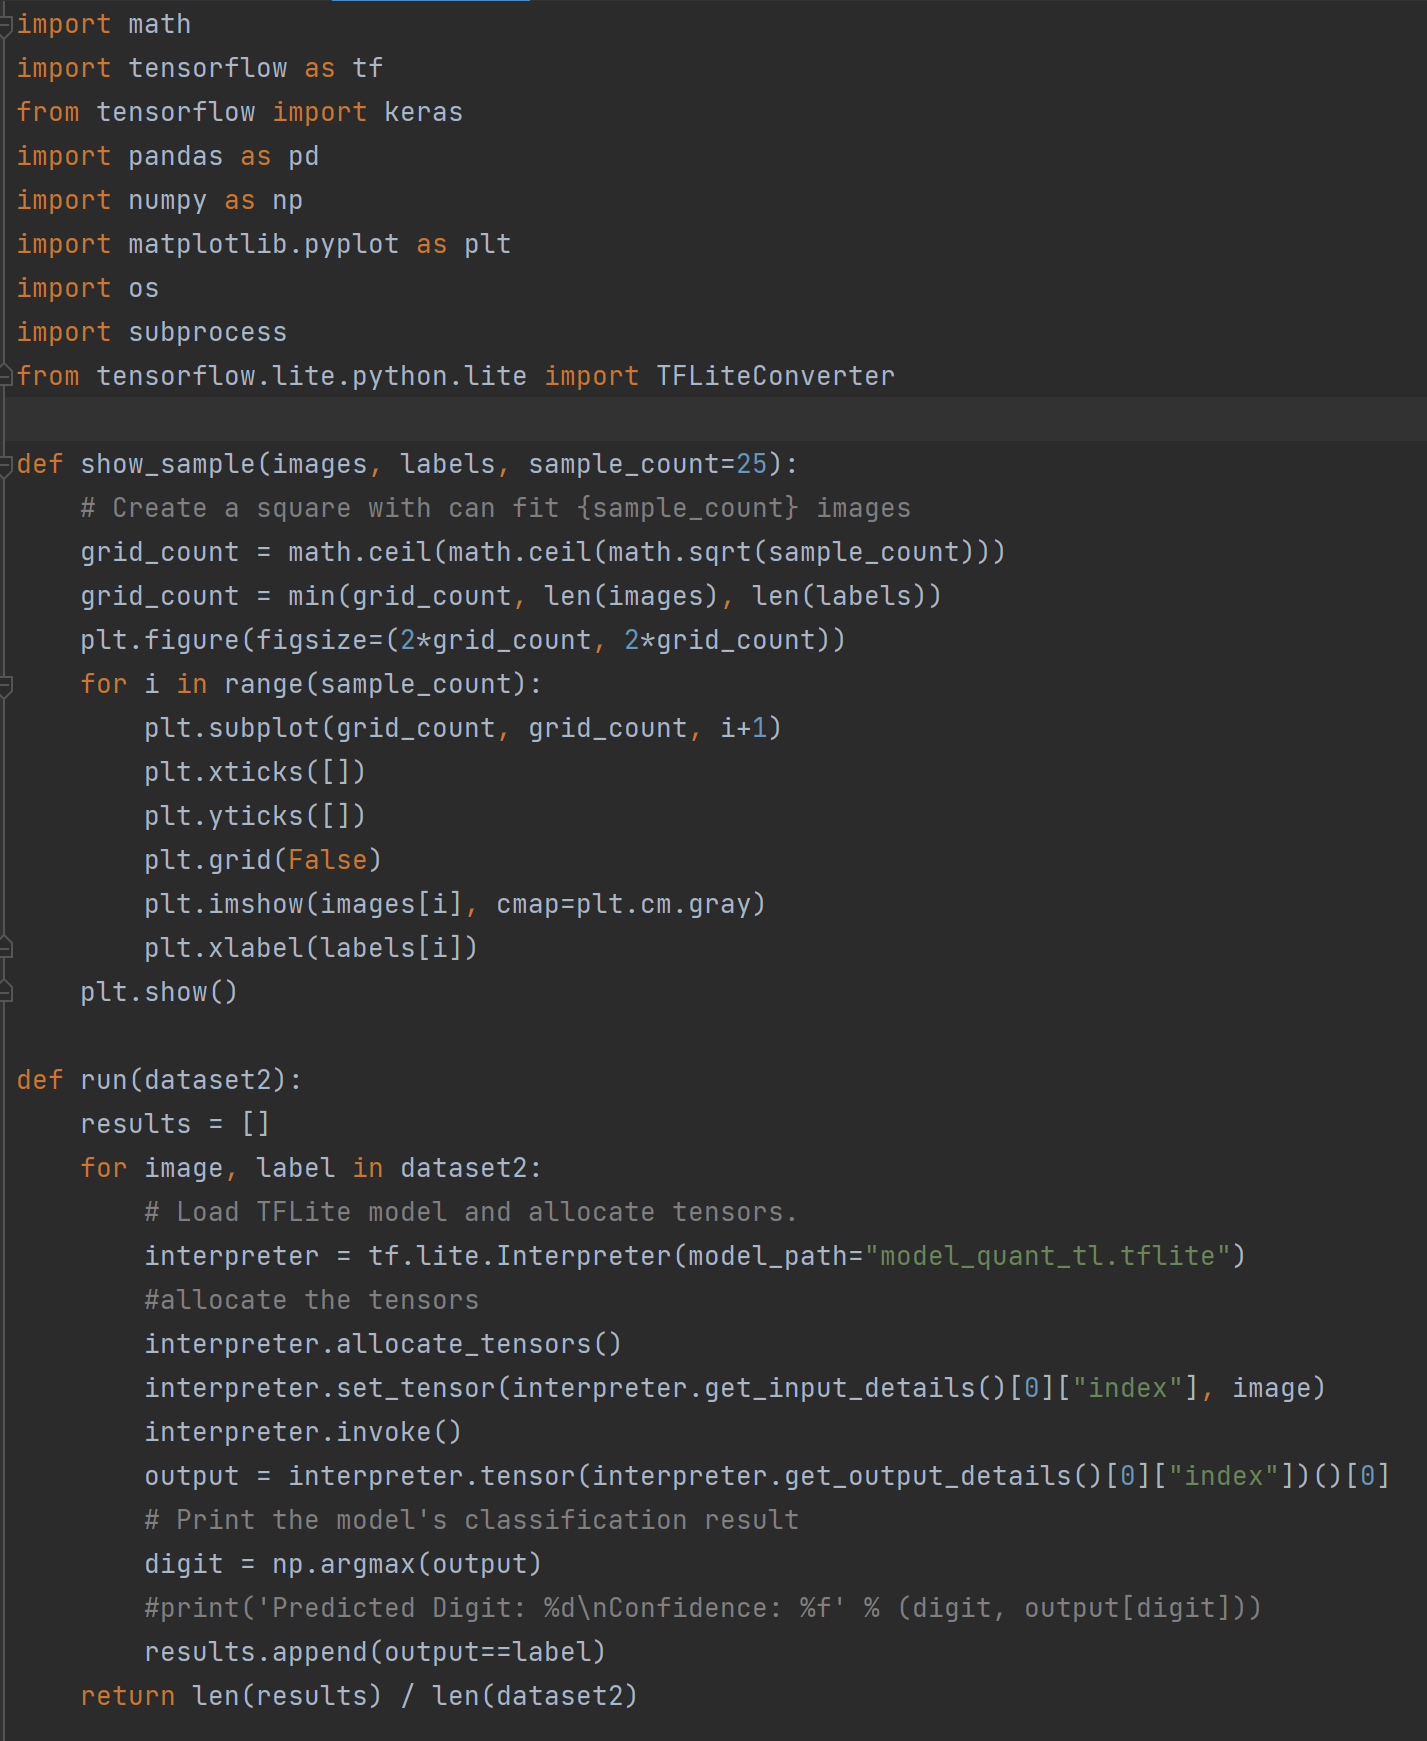 import math
import tensorflow as tf
from tensorflow import keras
import pandas as pd
import numpy as np
import matplotlib.pyplot as plt
import os
import subprocess
from tensorflow.lite.python.lite import TFLiteConverter

def show_sample(images, labels, sample_count=25):
    # Create a square with can fit {sample_count} images
    grid_count = math.ceil(math.ceil(math.sqrt(sample_count)))
    grid_count = min(grid_count, len(images), len(labels))
    plt.figure(figsize=(2*grid_count, 2*grid_count))
    for i in range(sample_count):
        plt.subplot(grid_count, grid_count, i+1)
        plt.xticks([])
        plt.yticks([])
        plt.grid(False)
        plt.imshow(images[i], cmap=plt.cm.gray)
        plt.xlabel(labels[i])
    plt.show()

def run(dataset2):
    results = []
    for image, label in dataset2:
        # Load TFLite model and allocate tensors.
        interpreter = tf.lite.Interpreter(model_path="model_quant_tl.tflite")
        #allocate the tensors
        interpreter.allocate_tensors()
        interpreter.set_tensor(interpreter.get_input_details()[0]["index"], image)
        interpreter.invoke()
        output = interpreter.tensor(interpreter.get_output_details()[0]["index"])()[0]
        # Print the model's classification result
        digit = np.argmax(output)
        #print('Predicted Digit: %d\nConfidence: %f' % (digit, output[digit]))
        results.append(output==label)
    return len(results) / len(dataset2)